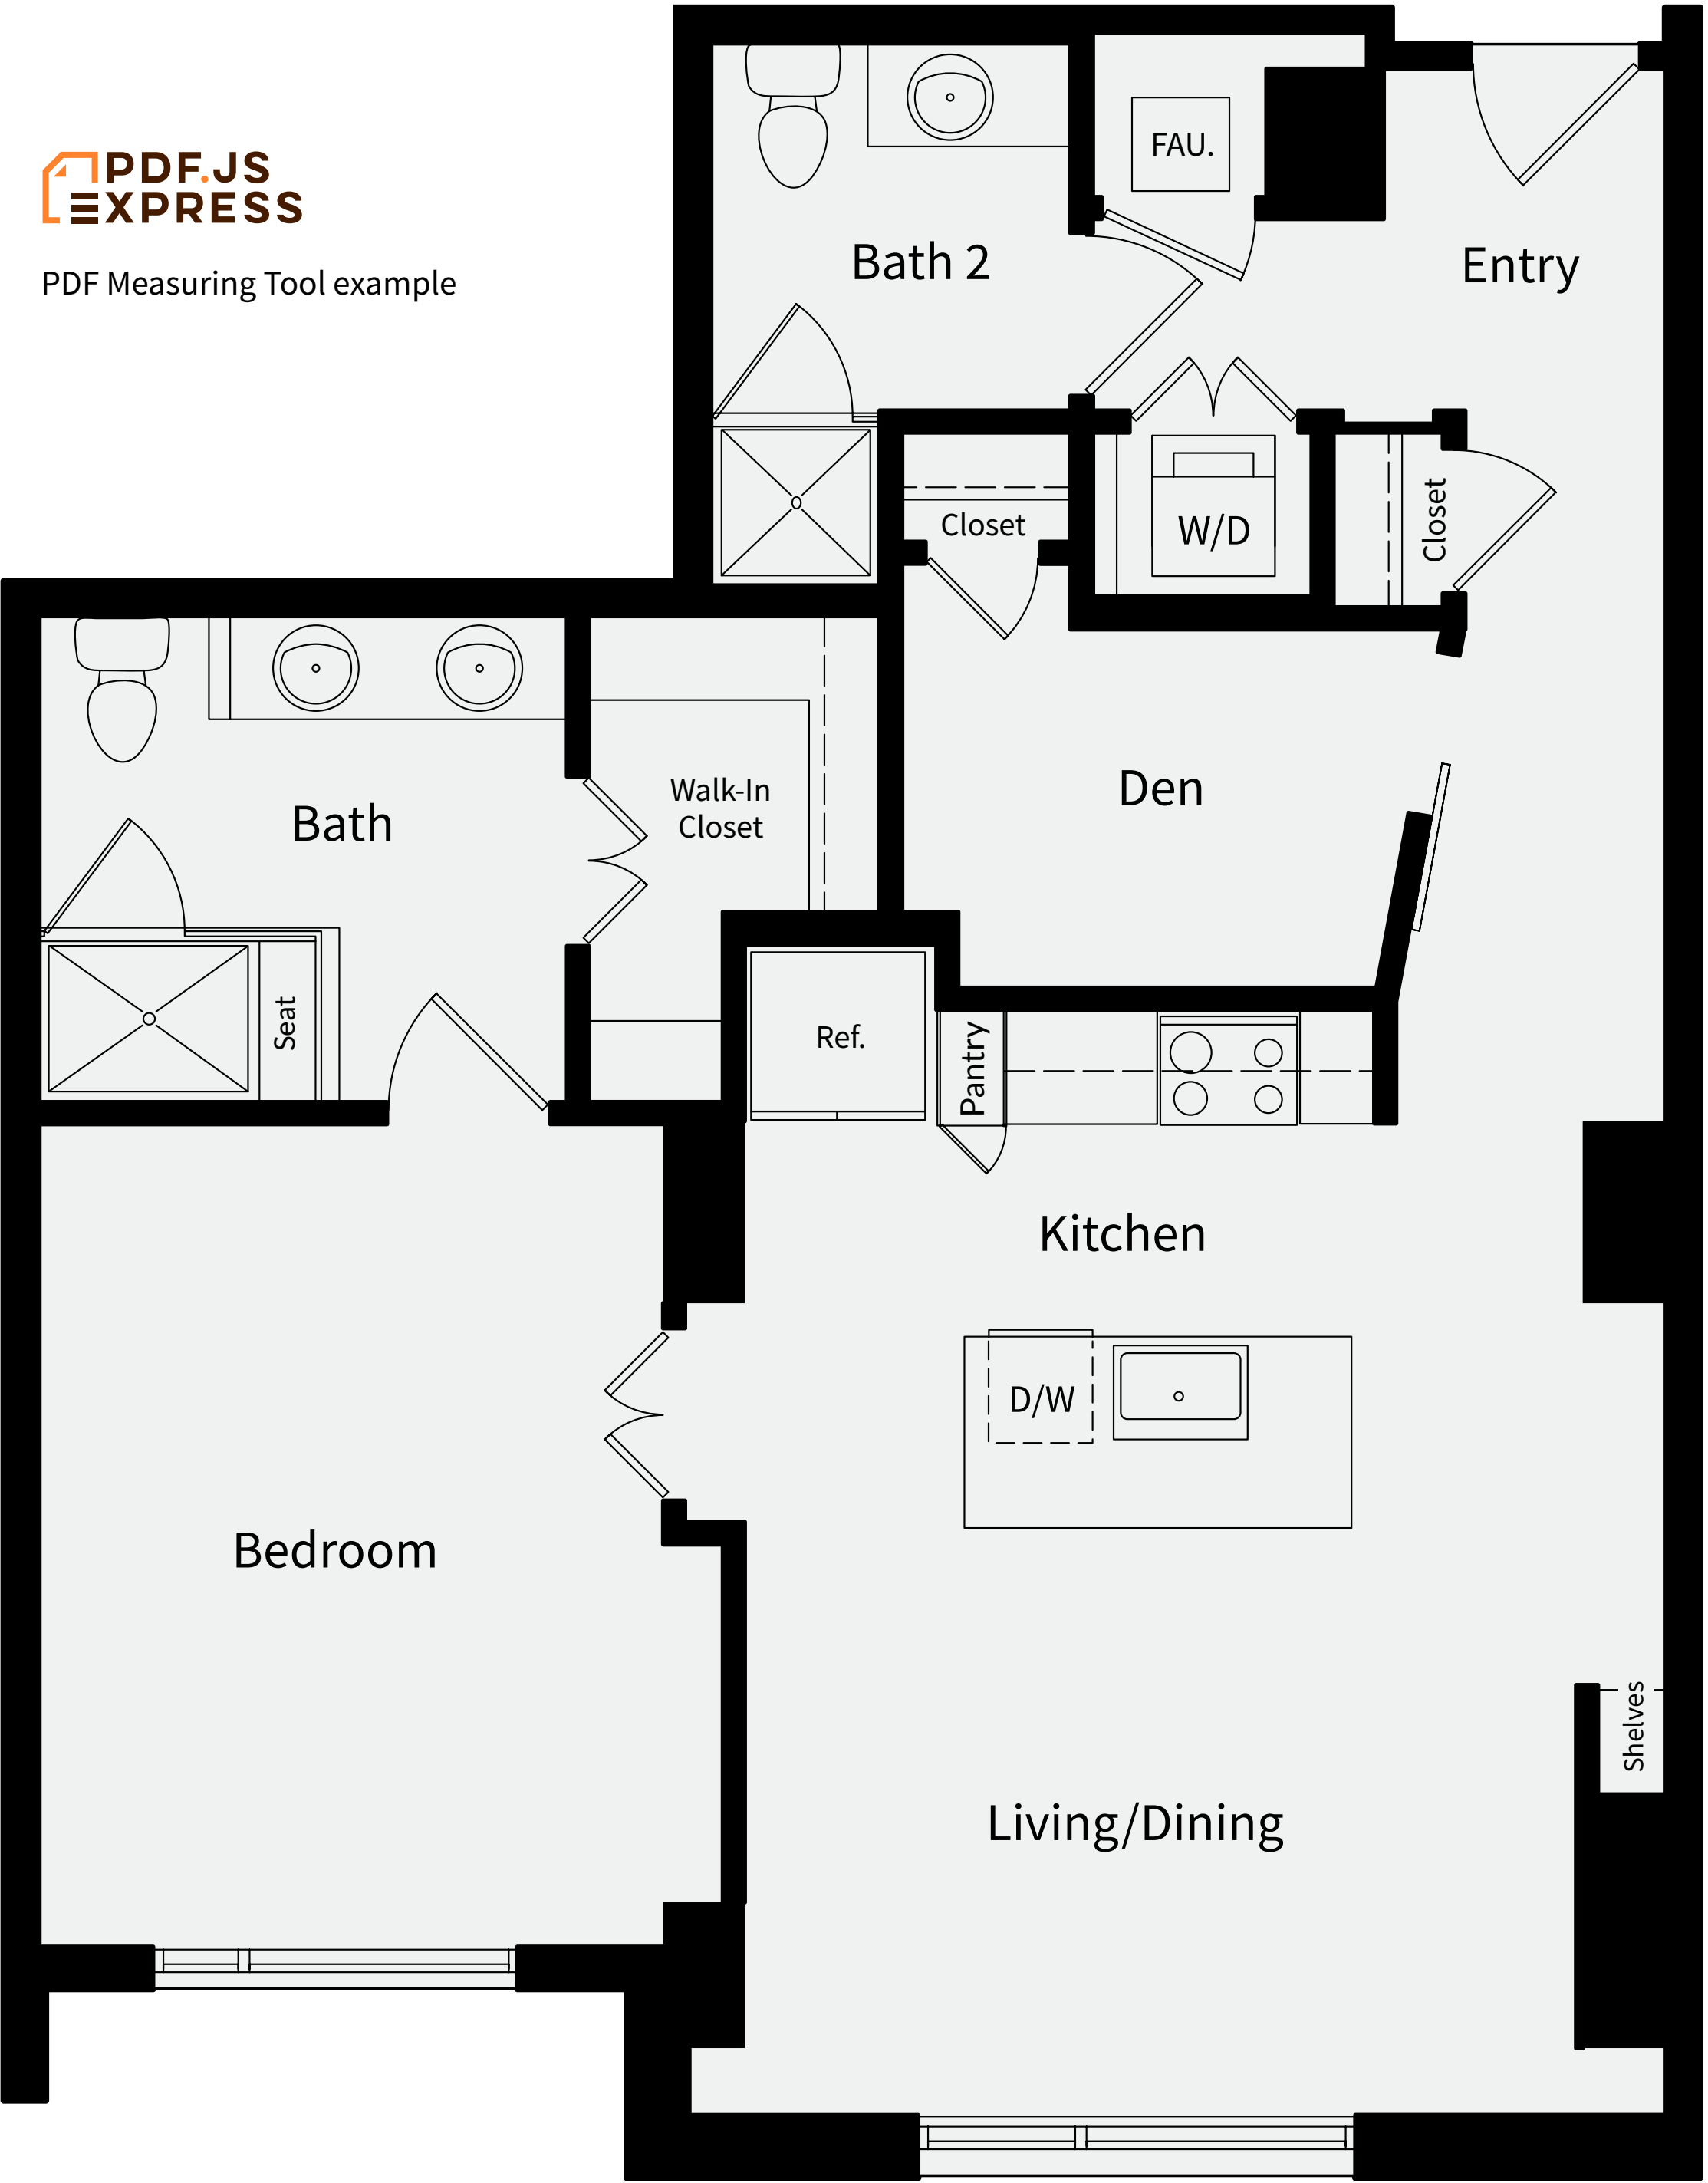 PDF.JS
EXPRESS
PDF Measuring Tool example
FAU.
Bath 2
Entry
Closet
W/D
Closet
Den
Walk-In
Closet
Bath
Seat
Ref.
Pantry
Kitchen
D/W
Bedroom
Shelves
Living/Dining